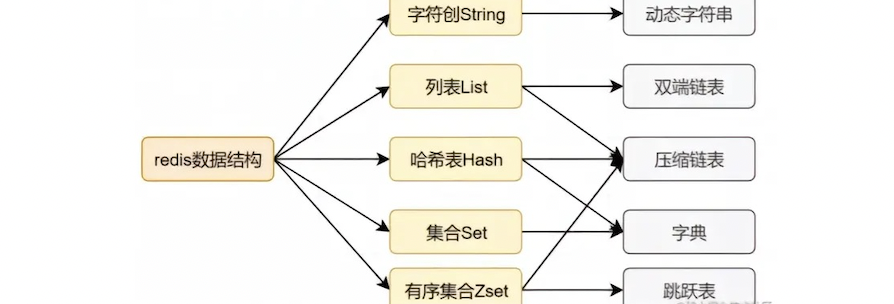 字符创String
动态字符串
列表List
双端链表
redis数据结构
哈希表Hash
压缩链表
集合Set
字典
有序集合Zset
跳跃表